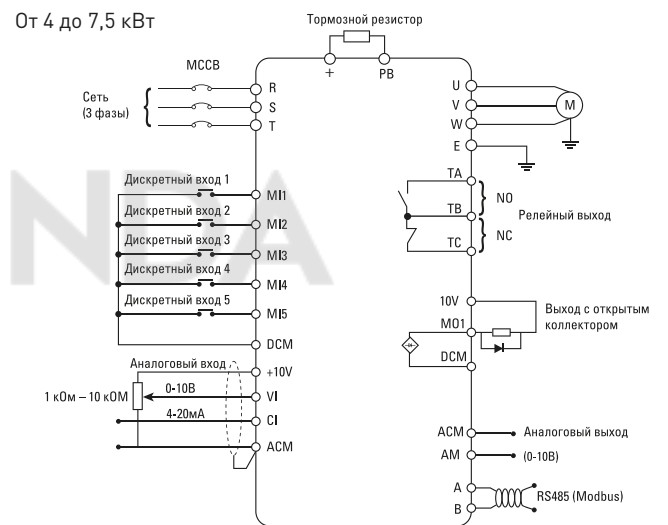 От 4 до 7,5 кВт
Тормозной резистор
+
PB
MCCB
Сеть
(3 фазы)
R
S
T
U
V
W
M
E
NDA
Дискретный вход 1
MI1
Дискретный вход 2
MI2
Дискретный вход 3
MI3
Дискретный вход 4
MI4
Дискретный вход 5
MI5
DCM
TA
TB
TC
NO
NC
Релейный выход
10V
MO1
DCM
Выход с открытым
коллектором
Аналоговый вход
+10V
1 кОм – 10 кОМ
0-10В
VI
4-20мА
CI
ACM
ACM
Аналоговый выход
AM
(0-10В)
A
B
RS485 (Modbus)